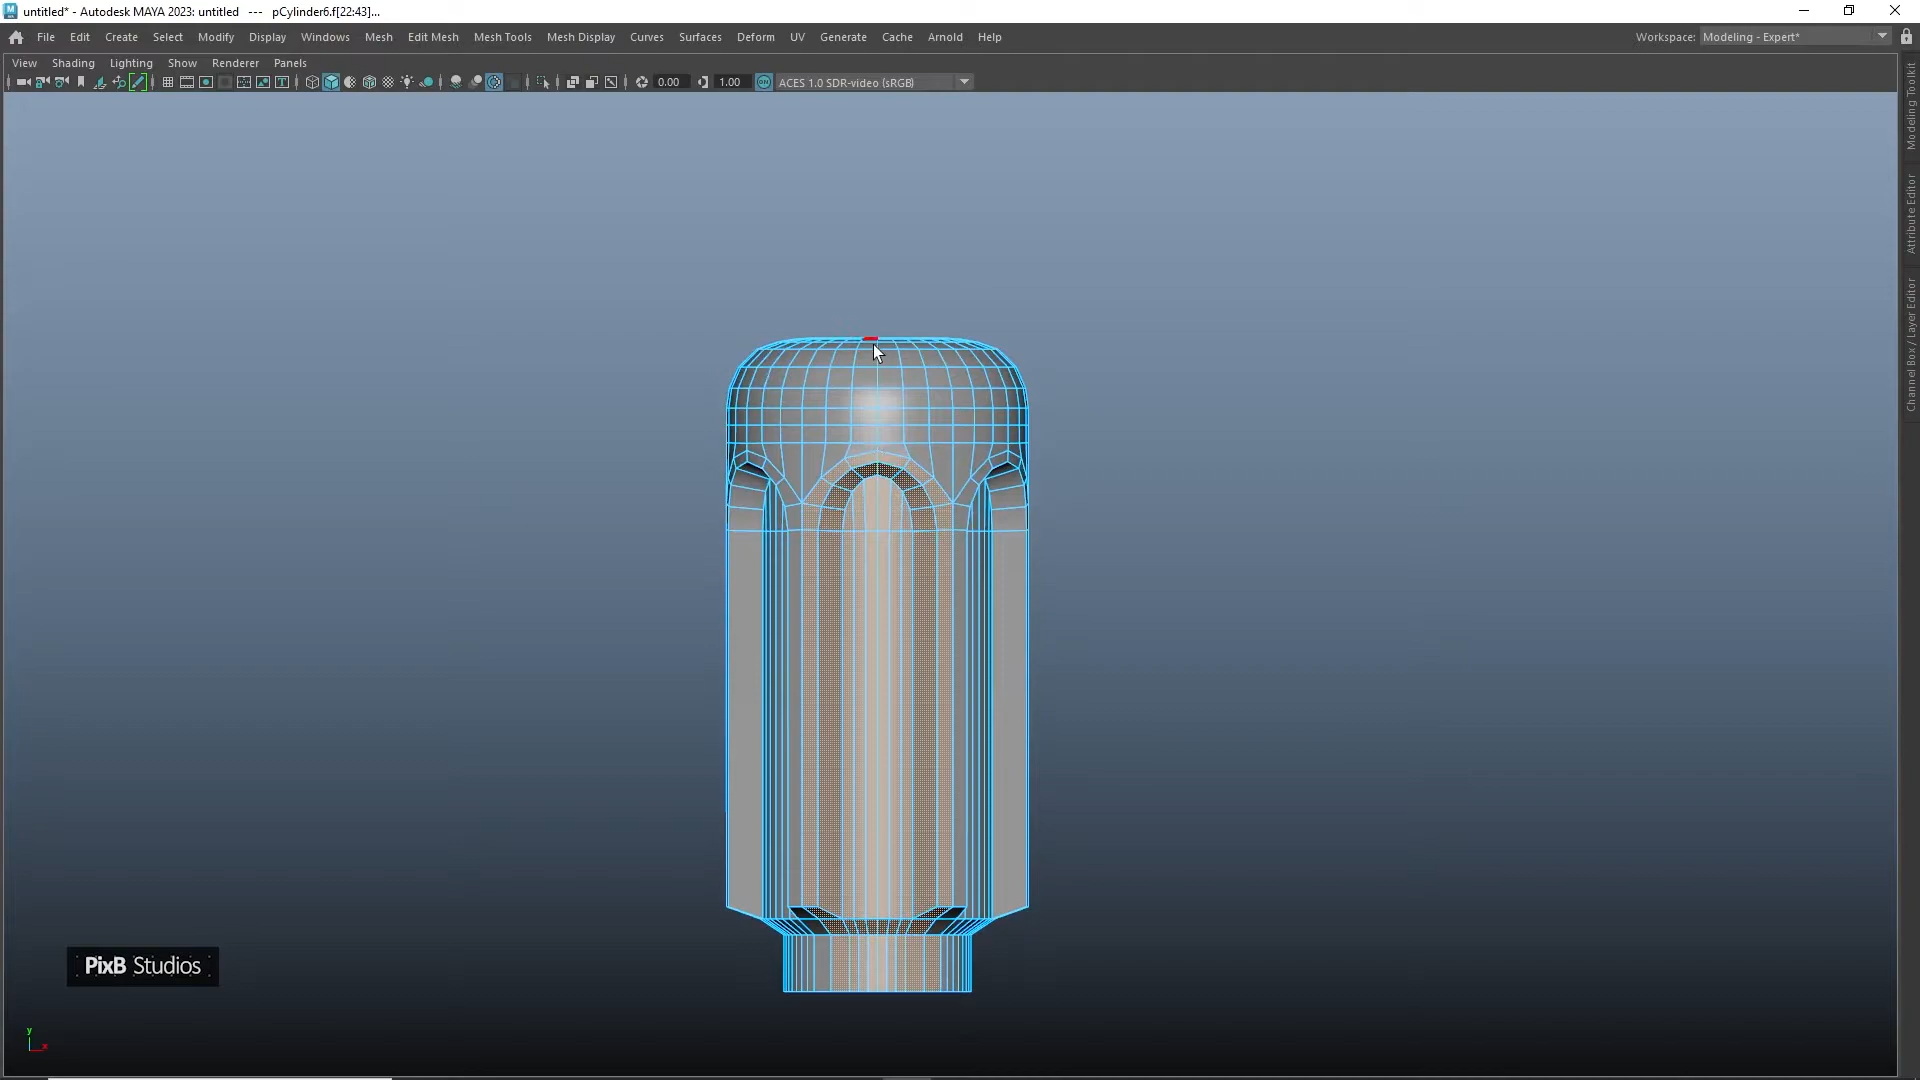 untitled* - Autodesk MAYA 2023: untitled --- pCylinder6.f[22:43]...
File Edit Create Select Modify Display Windows Mesh Edit Mesh Mesh Tools Mesh Display Curves Surfaces Deform UV Generate Cache Arnold Help Workspace: Modeling - Expert*
View Shading Lighting Show Renderer Panels
0.00 1.00 ON ACES 1.0 SDR-video (sRGB)
Modeling Toolkit
Attribute Editor
Channel Box / Layer Editor
PixB Studios
y
x